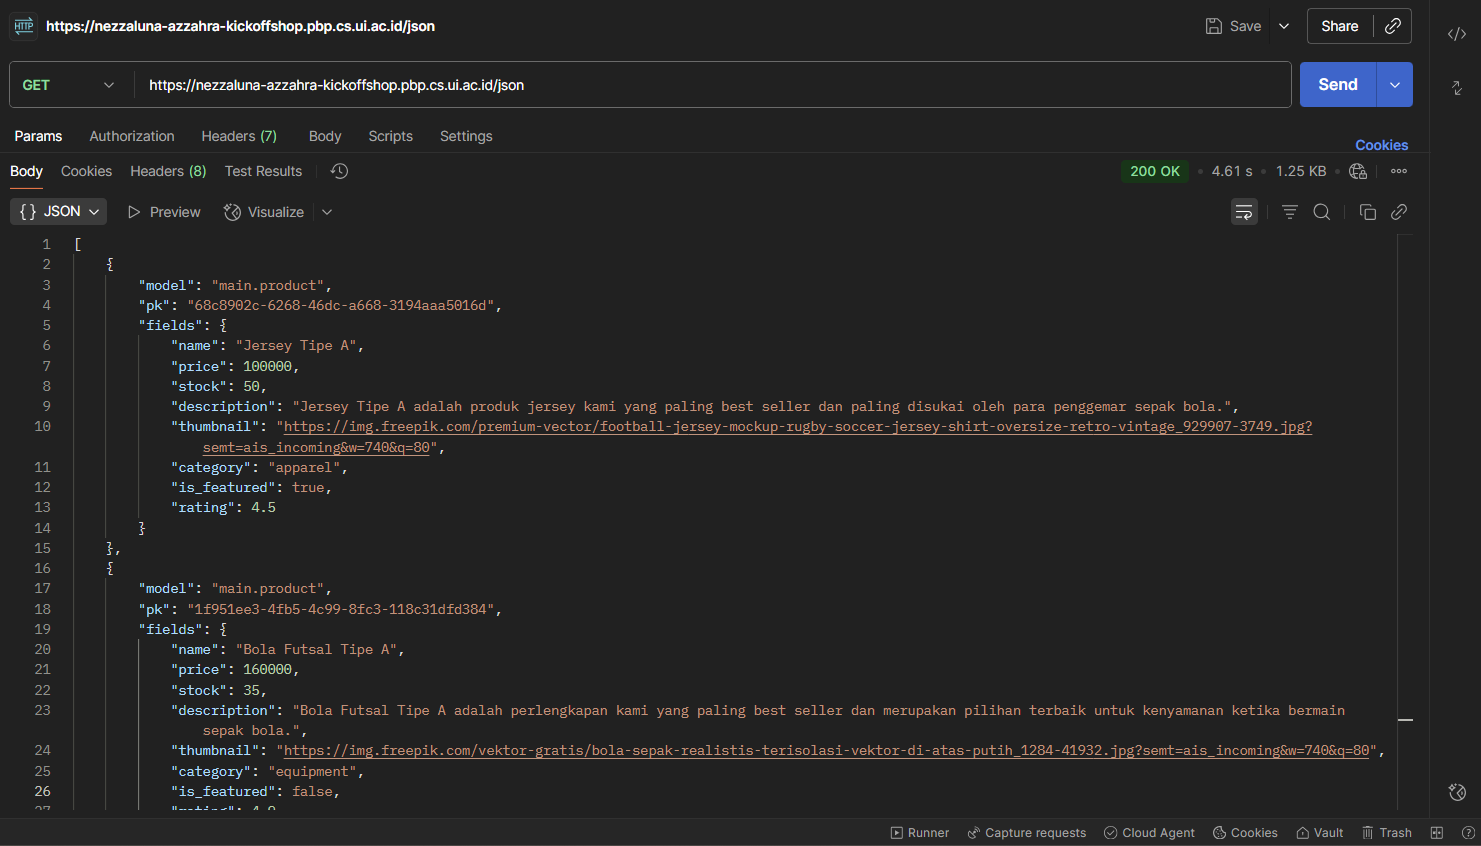 HTTP https://nezzaluna-azzahra-kickoffshop.pbp.cs.ui.ac.id/json Save Share
GET https://nezzaluna-azzahra-kickoffshop.pbp.cs.ui.ac.id/json Send
Params Authorization Headers (7) Body Scripts Settings Cookies
Body Cookies Headers (8) Test Results 200 OK • 4.61 s • 1.25 KB •
{} JSON Preview Visualize
1 [
2 {
3 "model": "main.product",
4 "pk": "68c8902c-6268-46dc-a668-3194aaa5016d",
5 "fields": {
6 "name": "Jersey Tipe A",
7 "price": 100000,
8 "stock": 50,
9 "description": "Jersey Tipe A adalah produk jersey kami yang paling best seller dan paling disukai oleh para penggemar sepak bola.",
10 "thumbnail": "https://img.freepik.com/premium-vector/football-jersey-mockup-rugby-soccer-jersey-shirt-oversize-retro-vintage_929907-3749.jpg?
semt=ais_incoming&w=740&q=80",
11 "category": "apparel",
12 "is_featured": true,
13 "rating": 4.5
14 }
15 },
16 {
17 "model": "main.product",
18 "pk": "1f951ee3-4fb5-4c99-8fc3-118c31dfd384",
19 "fields": {
20 "name": "Bola Futsal Tipe A",
21 "price": 160000,
22 "stock": 35,
23 "description": "Bola Futsal Tipe A adalah perlengkapan kami yang paling best seller dan merupakan pilihan terbaik untuk kenyamanan ketika bermain
sepak bola.",
24 "thumbnail": "https://img.freepik.com/vektor-gratis/bola-sepak-realistis-terisolasi-vektor-di-atas-putih_1284-41932.jpg?semt=ais_incoming&w=740&q=80",
25 "category": "equipment",
26 "is_featured": false,
27 "rating":
Runner Capture requests Cloud Agent Cookies Vault Trash